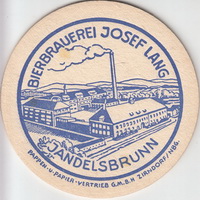 BIERBRAUEREI JOSEF LANG
JANDELSBRUNN
PAPPEN-U-PAPIER-VERTRIEB G.M.B.H ZIRNDORF/NBG.